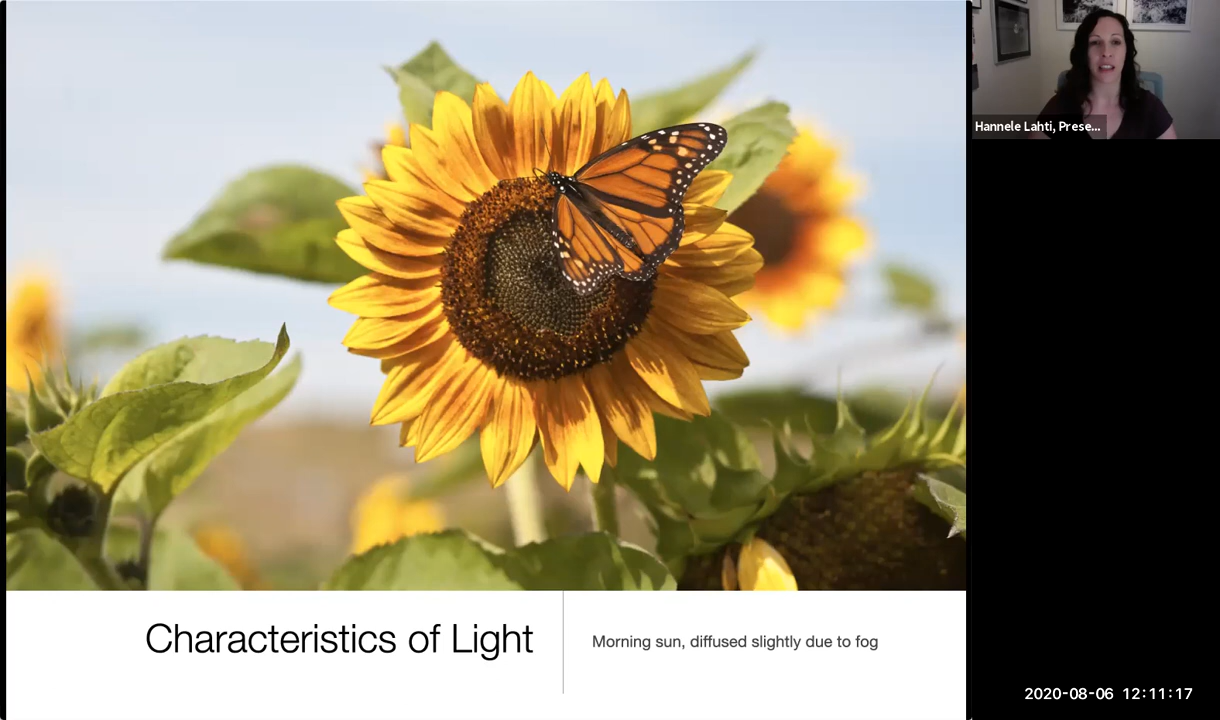 Hannele Lahti, Prese...
Characteristics of Light
Morning sun, diffused slightly due to fog
2020-08-06 12:11:17